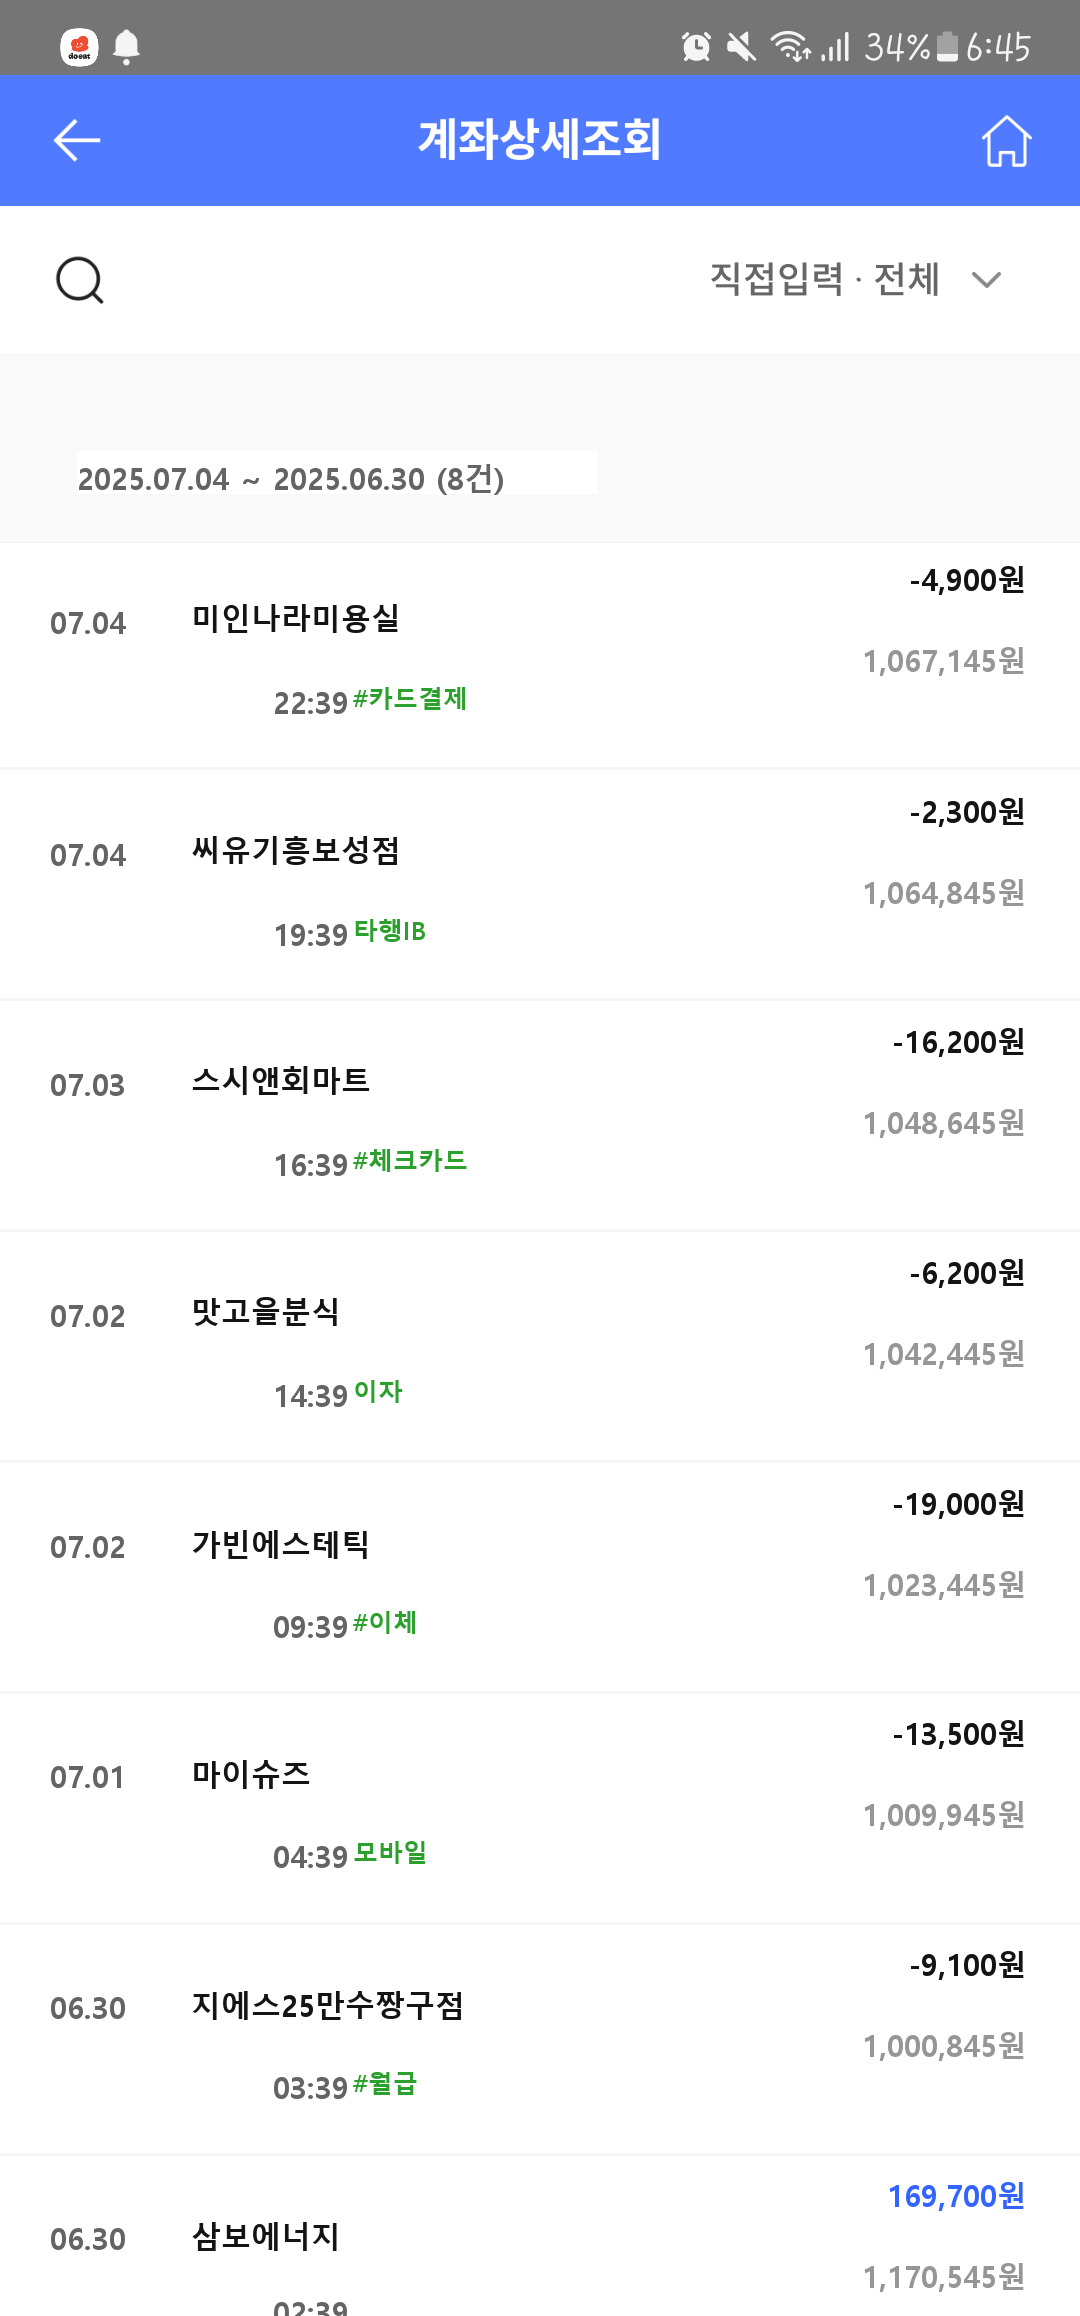 doeat
34% 6:45
계좌상세조회
직접입력 · 전체
2025.07.04 ~ 2025.06.30 (8건)
-4,900원
07.04 미인나라미용실
1,067,145원
22:39 #카드결제
-2,300원
07.04 씨유기흥보성점
1,064,845원
19:39 타행IB
-16,200원
07.03 스시앤회마트
1,048,645원
16:39 #체크카드
-6,200원
07.02 맛고을분식
1,042,445원
14:39 이자
-19,000원
07.02 가빈에스테틱
1,023,445원
09:39 #이체
-13,500원
07.01 마이슈즈
1,009,945원
04:39 모바일
-9,100원
06.30 지에스25만수짱구점
1,000,845원
03:39 #월급
169,700원
06.30 삼보에너지
1,170,545원
02:39